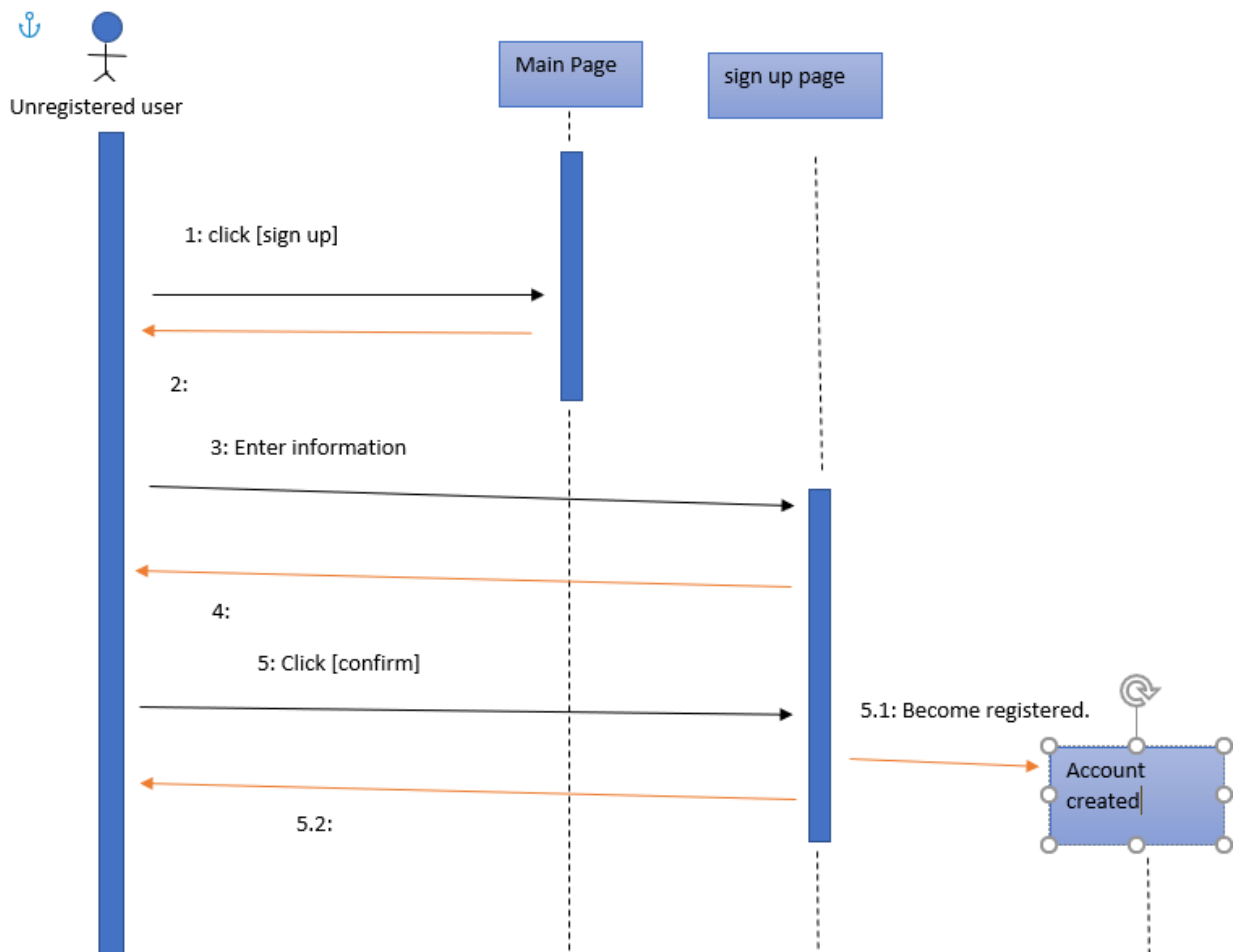 Unregistered user
Main Page
sign up page
1: click [sign up]
2:
3: Enter information
4:
5: Click [confirm]
5.1: Become registered.
Account
created
5.2: